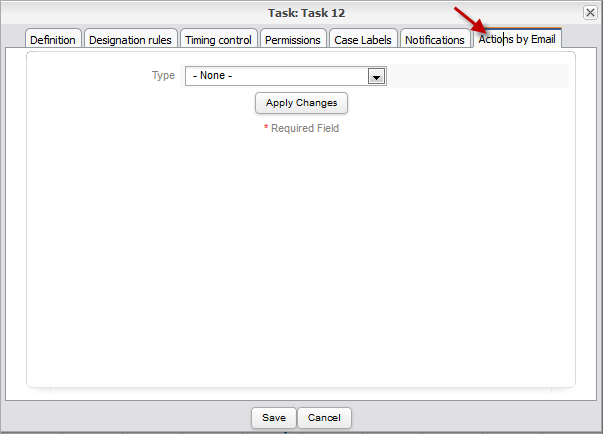 Task: Task 12
Definition Designation rules Timing control Permissions Case Labels Notifications Actions by Email
Type - None -
Apply Changes
* Required Field
Save Cancel